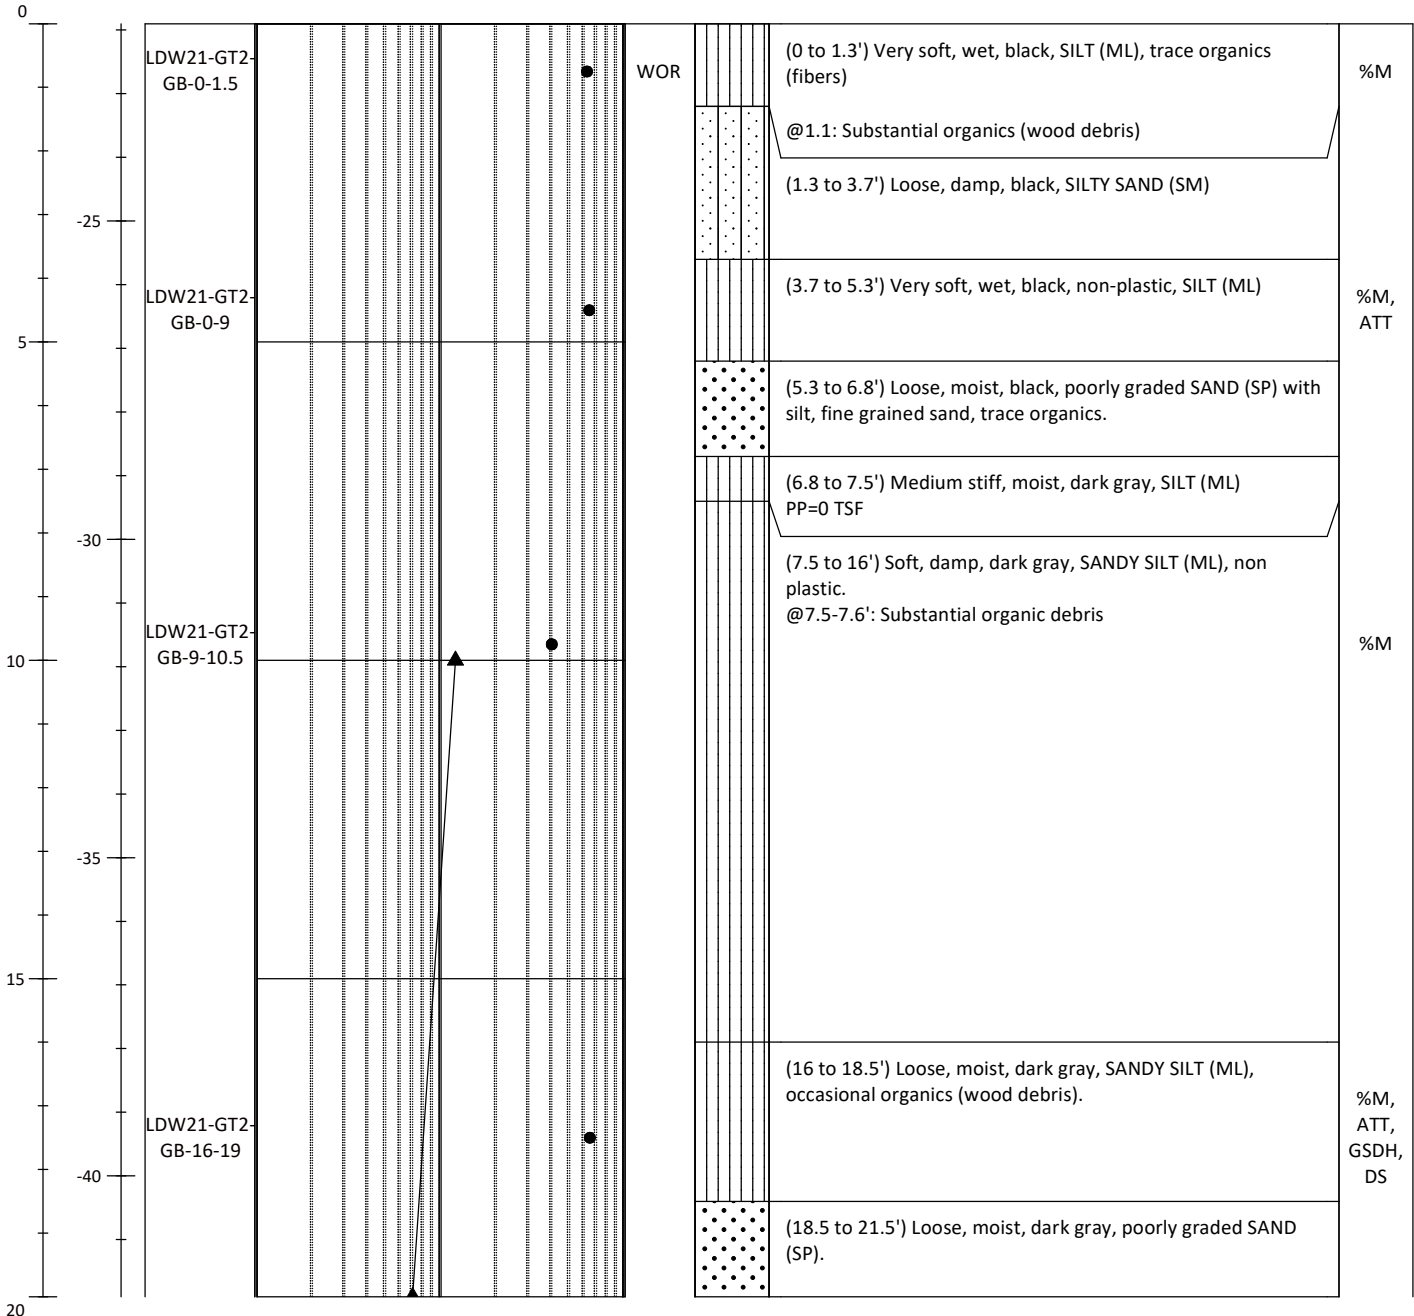 0
LDW21-GT2-
GB-0-1.5
WOR
(0 to 1.3') Very soft, wet, black, SILT (ML), trace organics
(fibers)
%M
@1.1: Substantial organics (wood debris)
(1.3 to 3.7') Loose, damp, black, SILTY SAND (SM)
-25
LDW21-GT2-
GB-0-9
(3.7 to 5.3') Very soft, wet, black, non-plastic, SILT (ML)
%M,
ATT
5
(5.3 to 6.8') Loose, moist, black, poorly graded SAND (SP) with
silt, fine grained sand, trace organics.
(6.8 to 7.5') Medium stiff, moist, dark gray, SILT (ML)
PP=0 TSF
-30
(7.5 to 16') Soft, damp, dark gray, SANDY SILT (ML), non
plastic.
@7.5-7.6': Substantial organic debris
LDW21-GT2-
GB-9-10.5
%M
10
-35
15
(16 to 18.5') Loose, moist, dark gray, SANDY SILT (ML),
occasional organics (wood debris).
LDW21-GT2-
GB-16-19
%M,
ATT,
GSDH,
DS
-40
(18.5 to 21.5') Loose, moist, dark gray, poorly graded SAND
(SP).
20